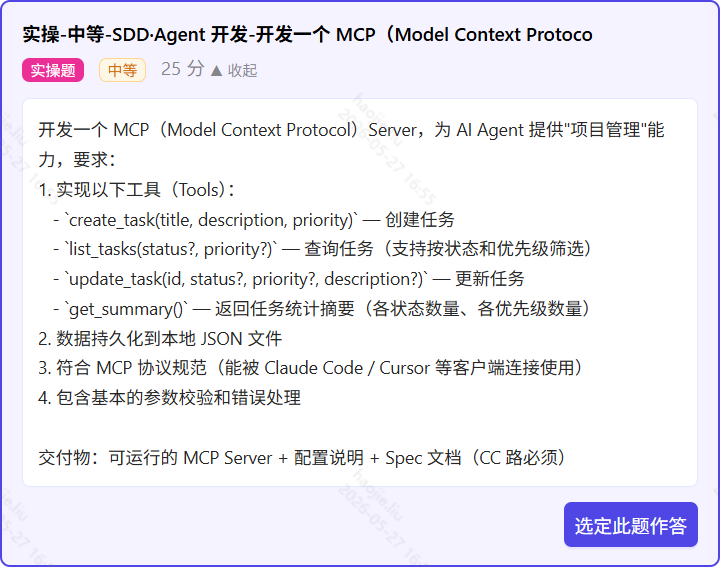 实操-中等-SDD·Agent 开发-开发一个 MCP（Model Context Protoco
实操题 中等 25 分 ▲ 收起
开发一个 MCP（Model Context Protocol）Server，为 AI Agent 提供"项目管理"能
力，要求：
1. 实现以下工具（Tools）：
- `create_task(title, description, priority)` — 创建任务
- `list_tasks(status?, priority?)` — 查询任务（支持按状态和优先级筛选）
- `update_task(id, status?, priority?, description?)` — 更新任务
- `get_summary()` — 返回任务统计摘要（各状态数量、各优先级数量）
2. 数据持久化到本地 JSON 文件
3. 符合 MCP 协议规范（能被 Claude Code / Cursor 等客户端连接使用）
4. 包含基本的参数校验和错误处理
交付物：可运行的 MCP Server + 配置说明 + Spec 文档（CC 路必须）
选定此题作答
haojie.liu
2026-05-27 16:55